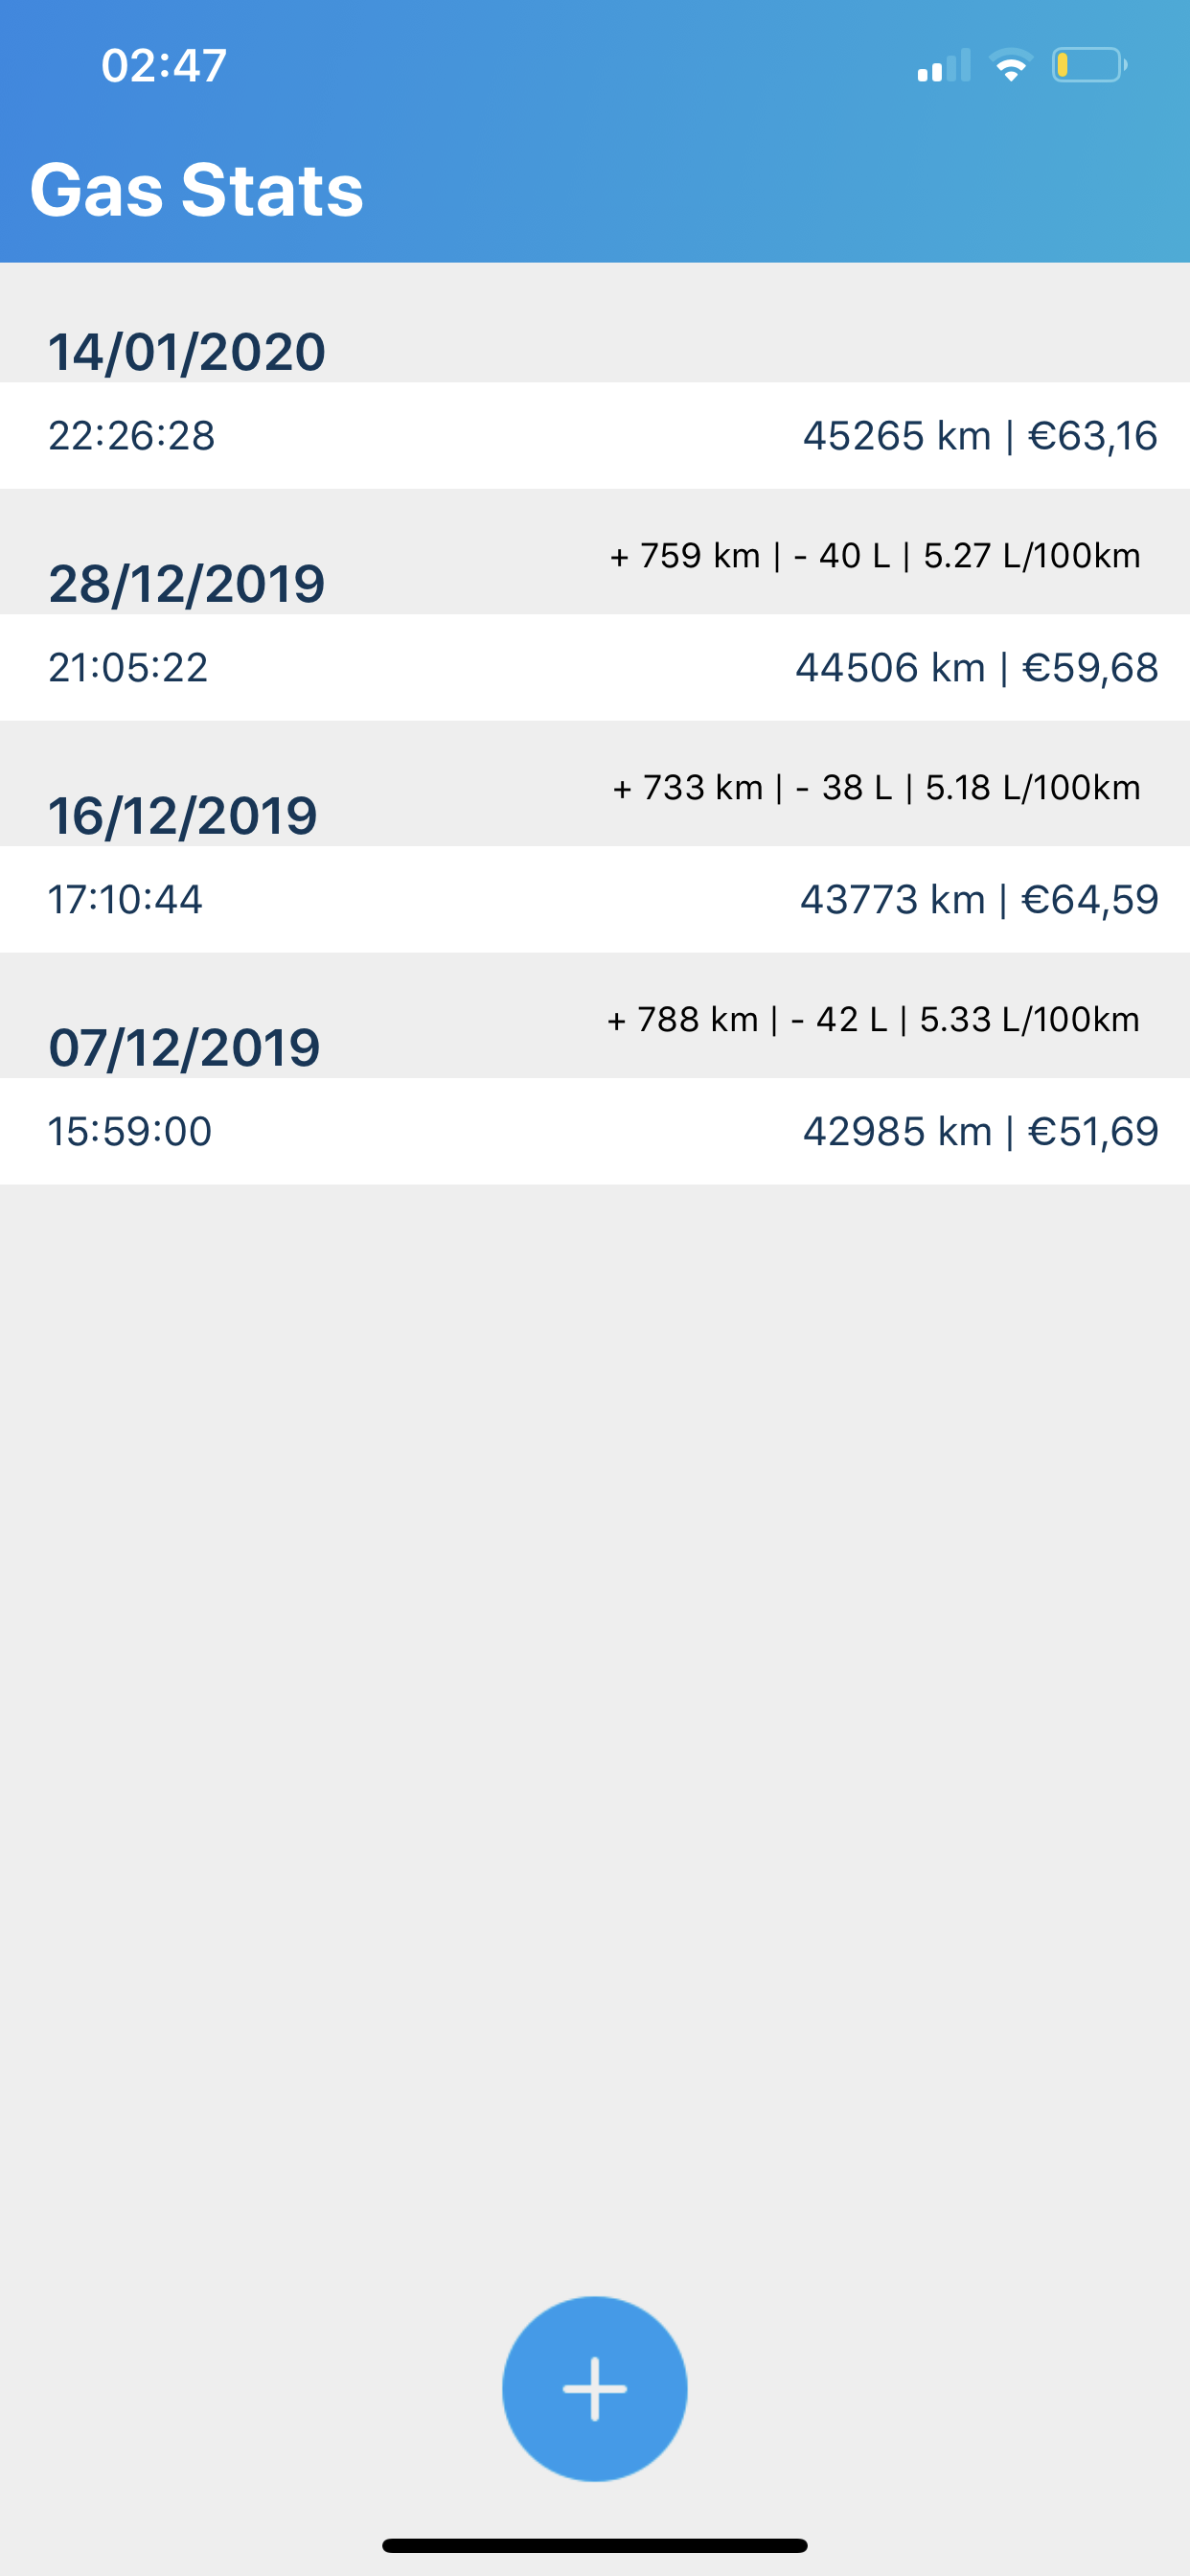 02:47
Gas Stats
14/01/2020
22:26:28 45265 km | €63,16
+ 759 km | - 40 L | 5.27 L/100km
28/12/2019
21:05:22 44506 km | €59,68
+ 733 km | - 38 L | 5.18 L/100km
16/12/2019
17:10:44 43773 km | €64,59
+ 788 km | - 42 L | 5.33 L/100km
07/12/2019
15:59:00 42985 km | €51,69